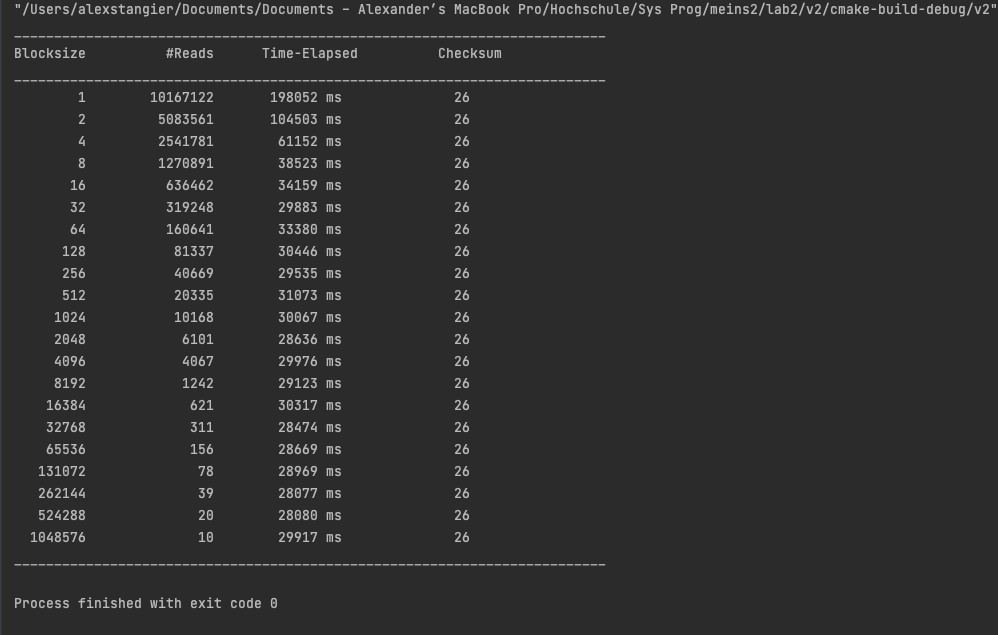 "/Users/alexstangier/Documents/Documents – Alexander’s MacBook Pro/Hochschule/Sys Prog/meins2/lab2/v2/cmake-build-debug/v2"
__________________________________________________________________________
Blocksize          #Reads      Time-Elapsed          Checksum
__________________________________________________________________________
        1        10167122       198052 ms              26
        2         5083561       104503 ms              26
        4         2541781        61152 ms              26
        8         1270891        38523 ms              26
       16          636462        34159 ms              26
       32          319248        29883 ms              26
       64          160641        33380 ms              26
      128           81337        30446 ms              26
      256           40669        29535 ms              26
      512           20335        31073 ms              26
     1024           10168        30067 ms              26
     2048            6101        28636 ms              26
     4096            4067        29976 ms              26
     8192            1242        29123 ms              26
    16384             621        30317 ms              26
    32768             311        28474 ms              26
    65536             156        28669 ms              26
   131072              78        28969 ms              26
   262144              39        28077 ms              26
   524288              20        28080 ms              26
  1048576              10        29917 ms              26
__________________________________________________________________________
Process finished with exit code 0